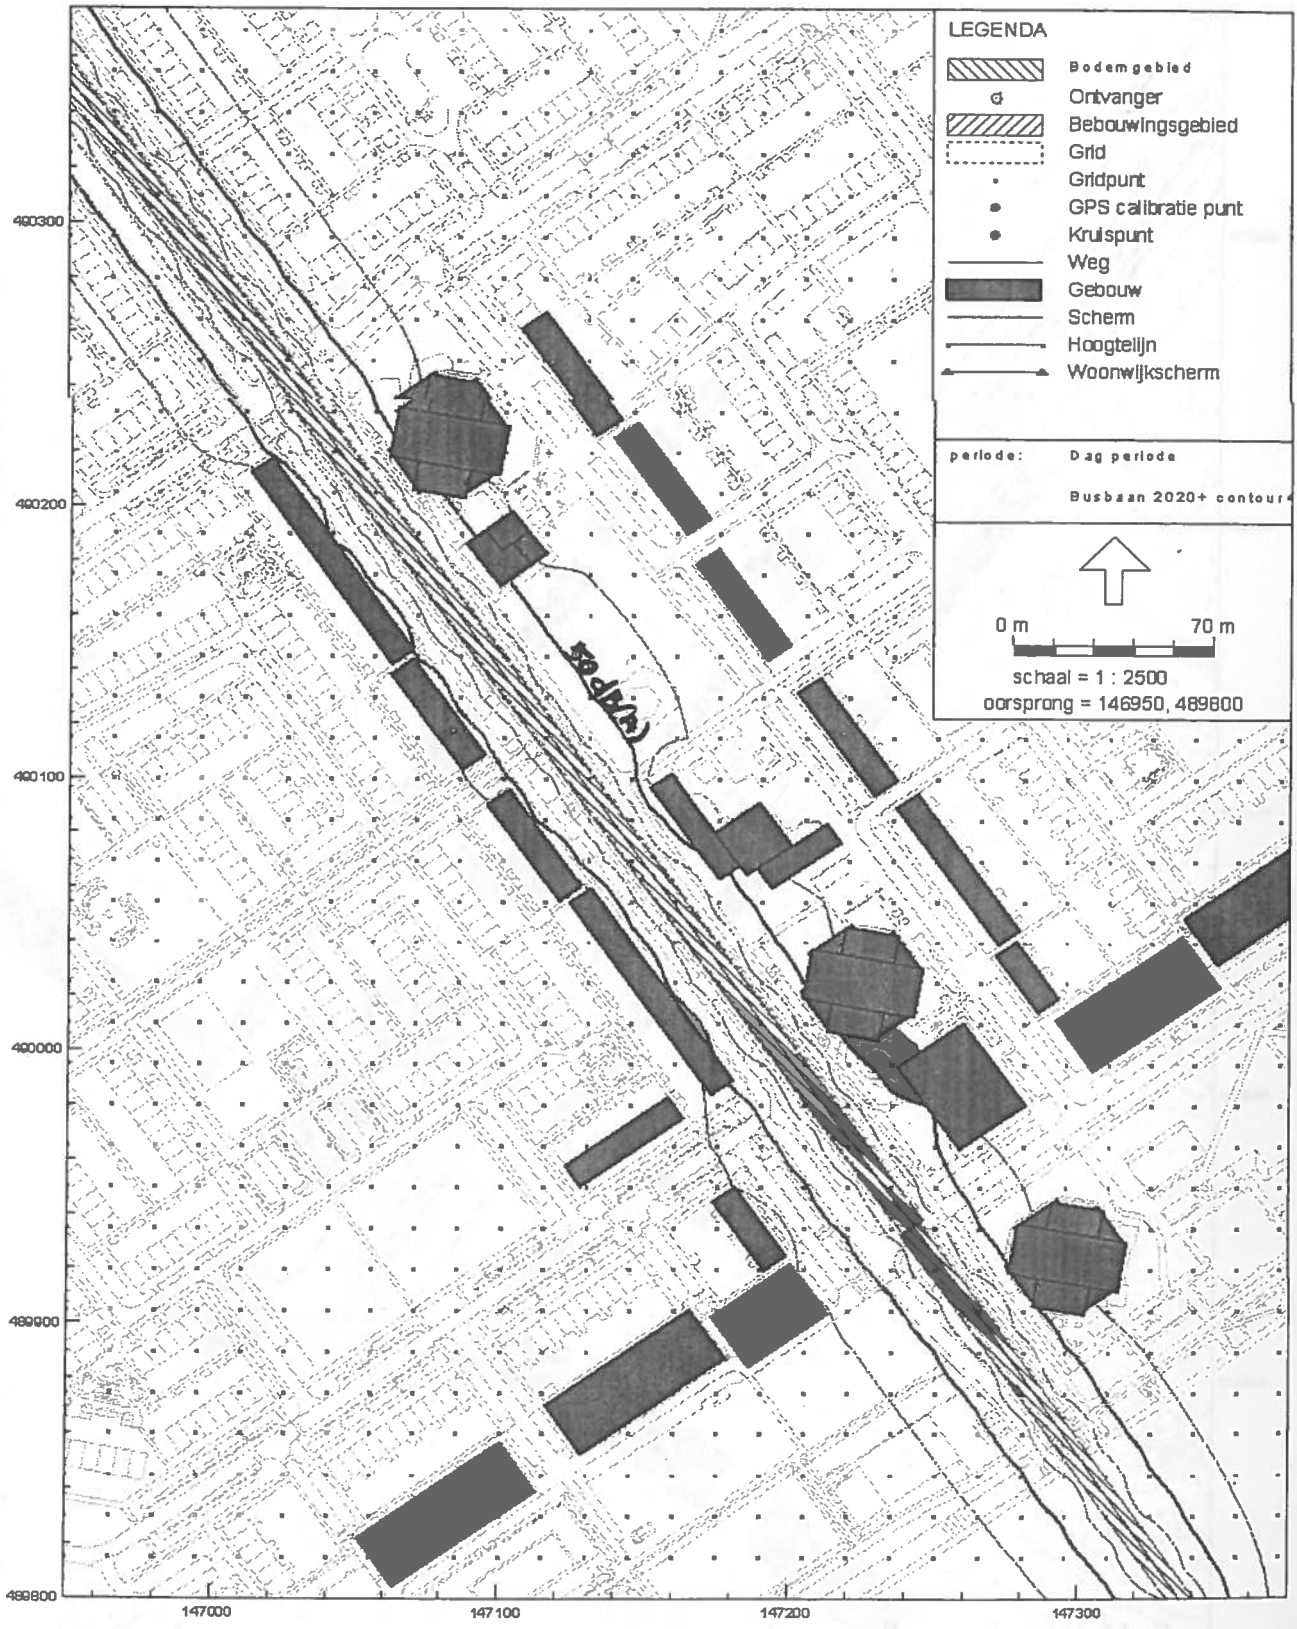 LEGENDA
Bodemgebied
Ontvanger
Bebouwingsgebied
Grid
Gridpunt
GPS calibratie punt
Kruispunt
Weg
Gebouw
Scherm
Hoogtelijn
Woonwijkscherm
periode: Dag periode
Busbaan 2020+ contour
0 m 70 m
schaal = 1 : 2500
oorsprong = 146950, 489800
490300
490200
490100
490000
489900
489800
147000 147100 147200 147300